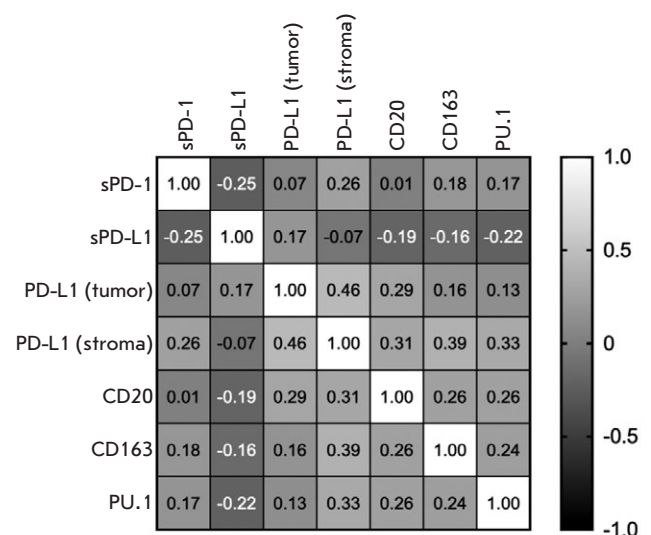 sPD-1 sPD-L1 PD-L1 (tumor) PD-L1 (stroma) CD20 CD163 PU.1
sPD-1 1.00 -0.25 0.07 0.26 0.01 0.18 0.17
sPD-L1 -0.25 1.00 0.17 -0.07 -0.19 -0.16 -0.22
PD-L1 (tumor) 0.07 0.17 1.00 0.46 0.29 0.16 0.13
PD-L1 (stroma) 0.26 -0.07 0.46 1.00 0.31 0.39 0.33
CD20 0.01 -0.19 0.29 0.31 1.00 0.26 0.26
CD163 0.18 -0.16 0.16 0.39 0.26 1.00 0.24
PU.1 0.17 -0.22 0.13 0.33 0.26 0.24 1.00
1.0
0.5
0
-0.5
-1.0